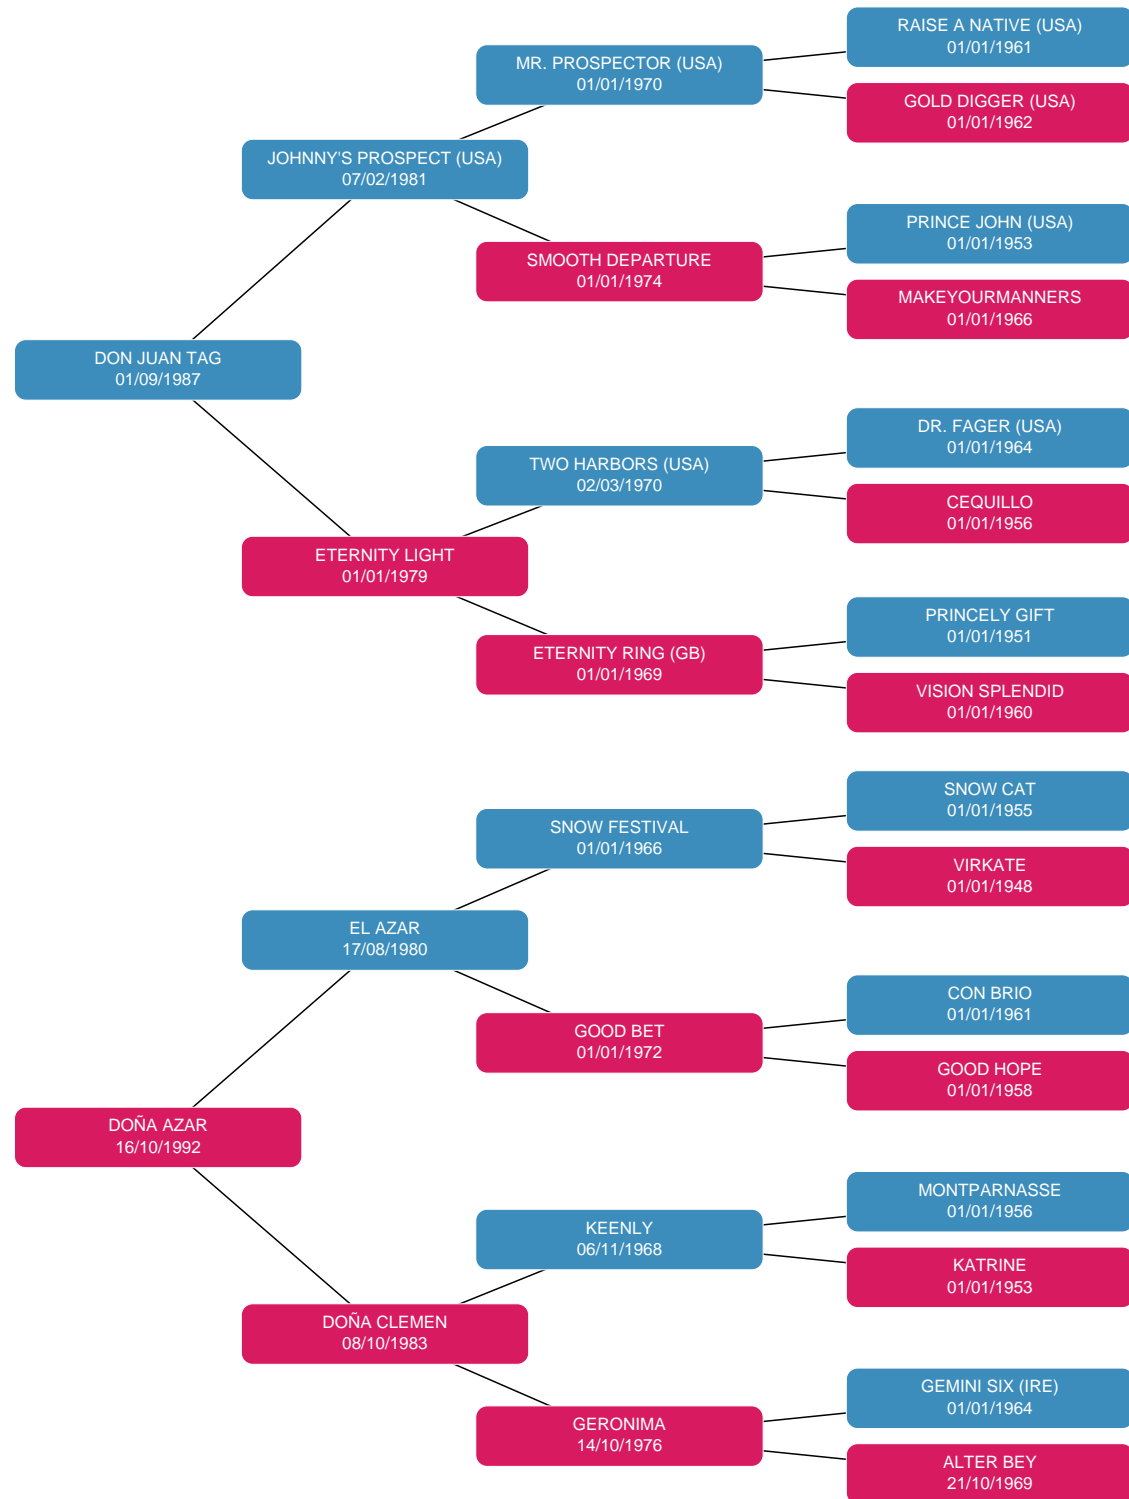 RAISE A NATIVE (USA)
01/01/1961
MR. PROSPECTOR (USA)
01/01/1970
GOLD DIGGER (USA)
01/01/1962
JOHNNY'S PROSPECT (USA)
07/02/1981
PRINCE JOHN (USA)
01/01/1953
SMOOTH DEPARTURE
01/01/1974
MAKEYOURMANNERS
01/01/1966
DON JUAN TAG
01/09/1987
DR. FAGER (USA)
01/01/1964
TWO HARBORS (USA)
02/03/1970
CEQUILLO
01/01/1956
ETERNITY LIGHT
01/01/1979
PRINCELY GIFT
01/01/1951
ETERNITY RING (GB)
01/01/1969
VISION SPLENDID
01/01/1960
SNOW CAT
01/01/1955
SNOW FESTIVAL
01/01/1966
VIRKATE
01/01/1948
EL AZAR
17/08/1980
CON BRIO
01/01/1961
GOOD BET
01/01/1972
GOOD HOPE
01/01/1958
DOÑA AZAR
16/10/1992
MONTPARNASSE
01/01/1956
KEENLY
06/11/1968
KATRINE
01/01/1953
DOÑA CLEMEN
08/10/1983
GEMINI SIX (IRE)
01/01/1964
GERONIMA
14/10/1976
ALTER BEY
21/10/1969